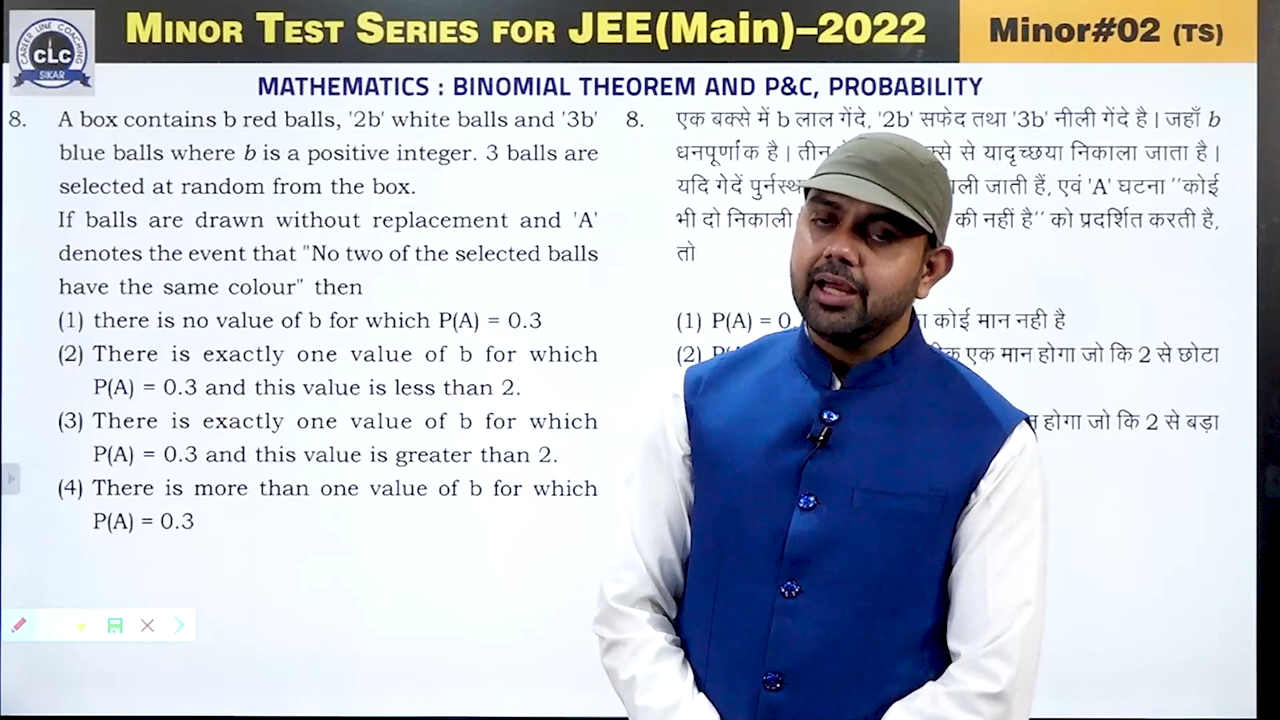 CAREER LINE COACHING
CLC
SIKAR
MINOR TEST SERIES FOR JEE(MAIN)–2022
Minor#02 (TS)
MATHEMATICS : BINOMIAL THEOREM AND P&C, PROBABILITY
8. A box contains b red balls, '2b' white balls and '3b'
blue balls where b is a positive integer. 3 balls are
selected at random from the box.
If balls are drawn without replacement and 'A'
denotes the event that "No two of the selected balls
have the same colour" then
(1) there is no value of b for which P(A) = 0.3
(2) There is exactly one value of b for which
P(A) = 0.3 and this value is less than 2.
(3) There is exactly one value of b for which
P(A) = 0.3 and this value is greater than 2.
(4) There is more than one value of b for which
P(A) = 0.3
8. एक बक्से में b लाल गेंदे, '2b' सफेद तथा '3b' नीली गेंदे है। जहाँ b
धनपूर्णाक है। तीन से यादृच्छया निकाला जाता है।
यदि गेदें जाती हैं, एवं 'A' घटना ''कोई
भी दो निकाली की नहीं है'' को प्रदर्शित करती है,
तो
(1) P(A) = 0 कोई मान नही है
(2) एक मान होगा जो कि 2 से छोटा
होगा जो कि 2 से बड़ा